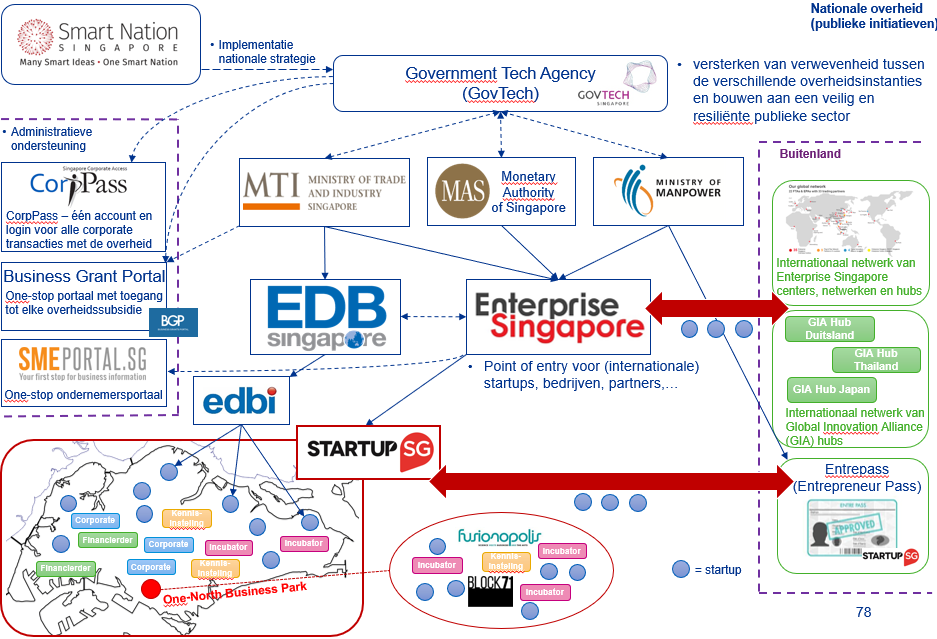 Nationale overheid
(publieke initiatieven)
Smart Nation
SINGAPORE
Many Smart Ideas • One Smart Nation
• Implementatie
nationale strategie
Government Tech Agency
(GovTech)
GOVTECH
SINGAPORE
• versterken van verwevenheid tussen
de verschillende overheidsinstanties
en bouwen aan een veilig en
resiliënte publieke sector
• Administratieve
ondersteuning
Singapore Corporate Access
CorpPass
CorpPass – één account en
login voor alle corporate
transacties met de overheid
Business Grant Portal
One-stop portaal met toegang
tot elke overheidssubsidie
BGP
SMEPORTAL.SG
Your first stop for business information
One-stop ondernemersportaal
MTI
MINISTRY OF TRADE
AND INDUSTRY
SINGAPORE
MAS
Monetary
Authority
of Singapore
MINISTRY OF
MANPOWER
EDB
singapore
Enterprise
Singapore
• Point of entry voor (internationale)
startups, bedrijven, partners,…
edbi
STARTUP SG
Buitenland
Our global network
Internationaal netwerk van
Enterprise Singapore
centers, netwerken en hubs
GIA Hub
Duitsland
GIA Hub
Thailand
GIA Hub Japan
Internationaal netwerk van
Global Innovation Alliance
(GIA) hubs
Entrepass
(Entrepreneur Pass)
ENTRE PASS
APPROVED
STARTUP SG
Corporate
Kennis-
instelling
Financierder
Corporate
Incubator
Incubator
Financierder
Corporate
Kennis-
instelling
One-North Business Park
fusionopolis
Incubator
Kennis-
instelling
Incubator
BLOCK71
Incubator
= startup
78